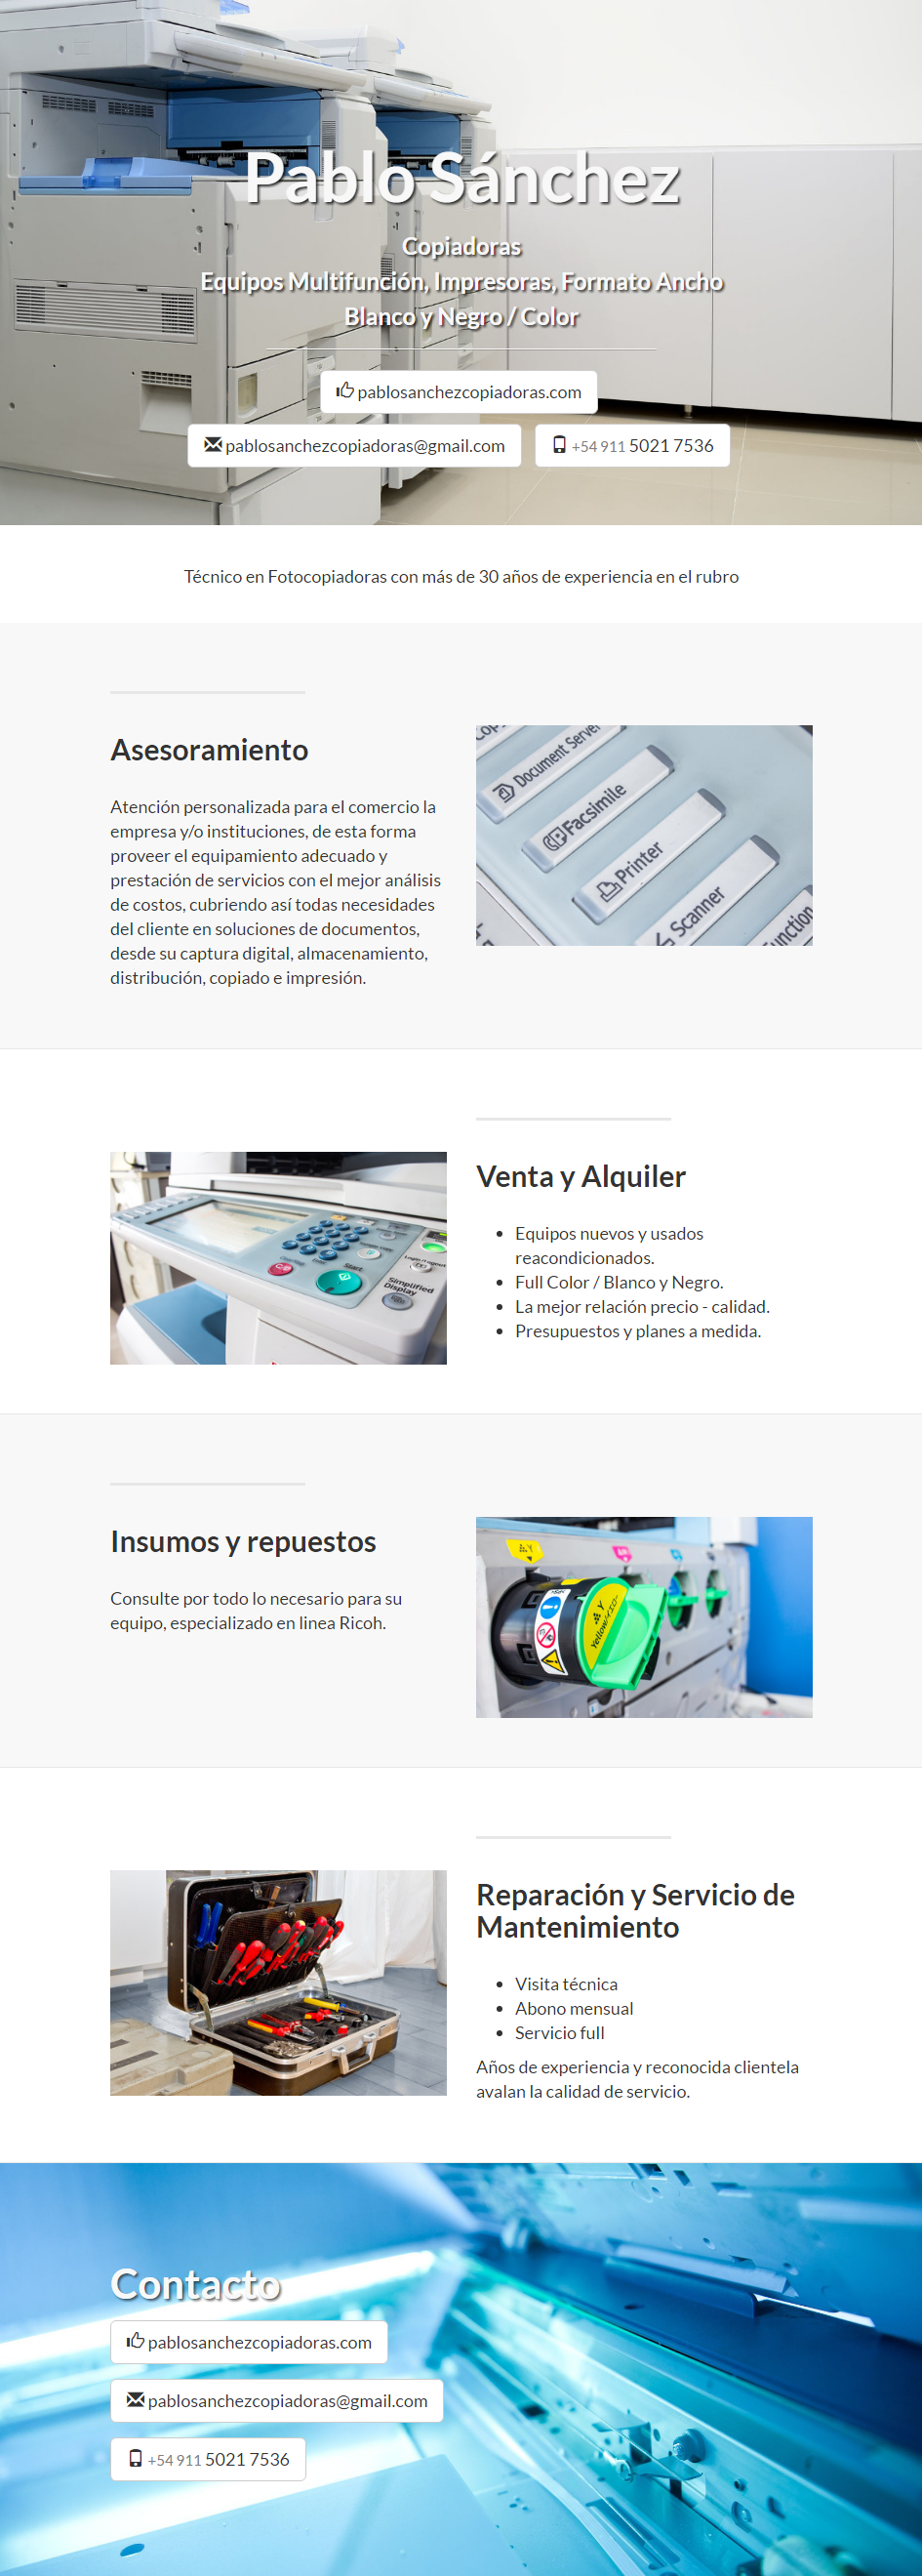 Pablo Sánchez
Copiadoras
Equipos Multifunción, Impresoras, Formato Ancho
Blanco y Negro / Color
pablosanchezcopiadoras.com
pablosanchezcopiadoras@gmail.com +54 911 5021 7536
Técnico en Fotocopiadoras con más de 30 años de experiencia en el rubro
Asesoramiento
Atención personalizada para el comercio la
empresa y/o instituciones, de esta forma
proveer el equipamiento adecuado y
prestación de servicios con el mejor análisis
de costos, cubriendo así todas necesidades
del cliente en soluciones de documentos,
desde su captura digital, almacenamiento,
distribución, copiado e impresión.
Document Server
Facsimile
Printer
Scanner
Venta y Alquiler
Equipos nuevos y usados
reacondicionados.
Full Color / Blanco y Negro.
La mejor relación precio - calidad.
Presupuestos y planes a medida.
Start
Simplified
Display
Insumos y repuestos
Consulte por todo lo necesario para su
equipo, especializado en linea Ricoh.
Y
Y
Yellow
Reparación y Servicio de
Mantenimiento
Visita técnica
Abono mensual
Servicio full
Años de experiencia y reconocida clientela
avalan la calidad de servicio.
Contacto
pablosanchezcopiadoras.com
pablosanchezcopiadoras@gmail.com
+54 911 5021 7536